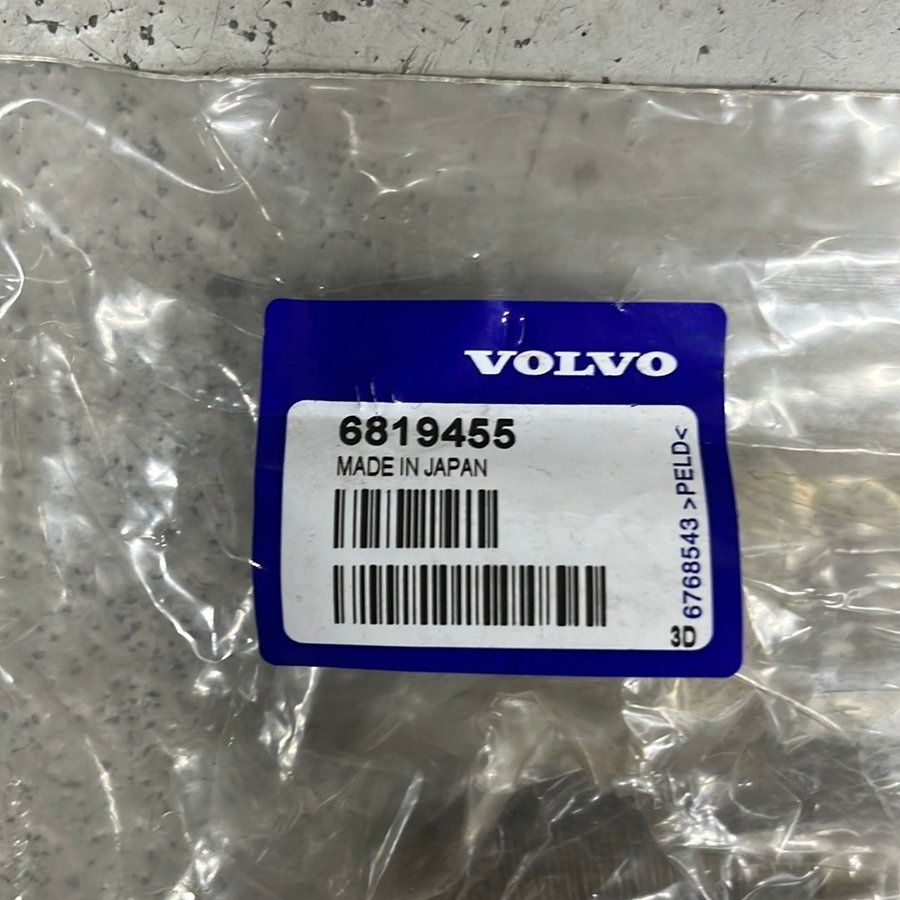 VOLVO
6819455
MADE IN JAPAN
6768543 >PELD<
3D